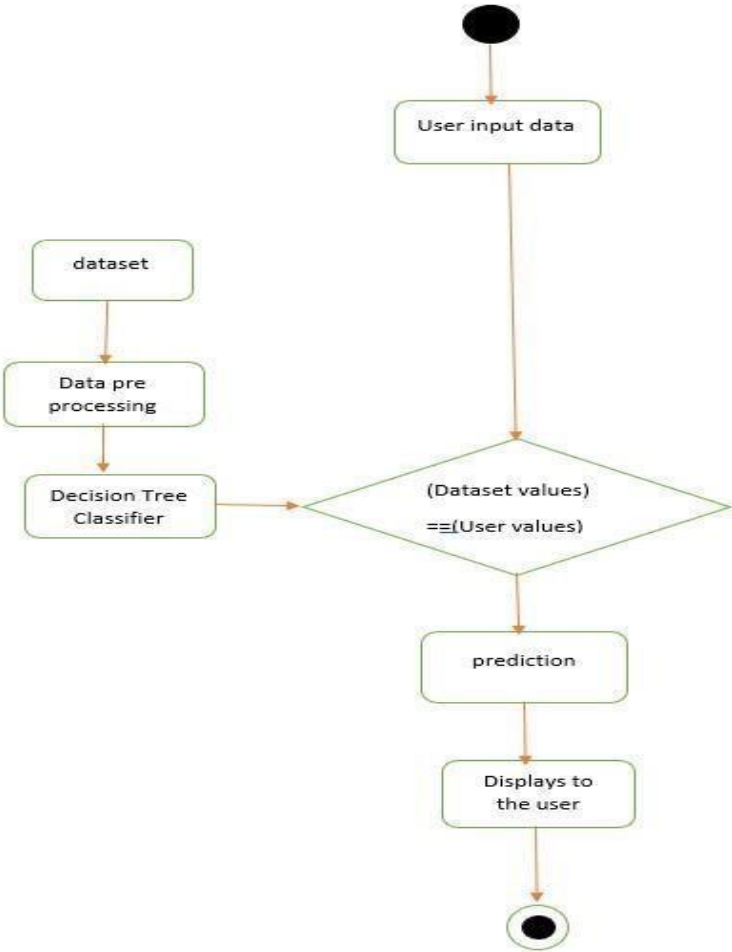 User input data
dataset
Data pre
processing
Decision Tree
Classifier
(Dataset values)
==(User values)
prediction
Displays to
the user